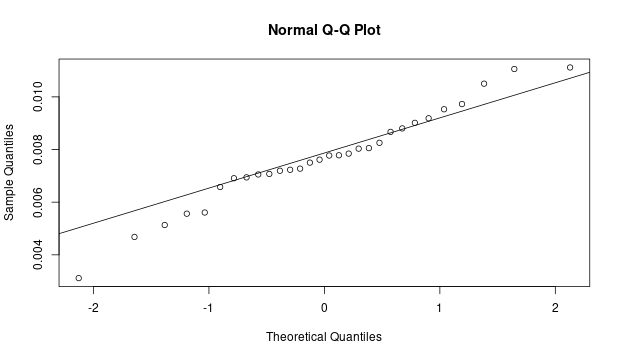 Normal Q-Q Plot
Sample Quantiles
0.010
0.008
0.006
0.004
-2 -1 0 1 2
Theoretical Quantiles